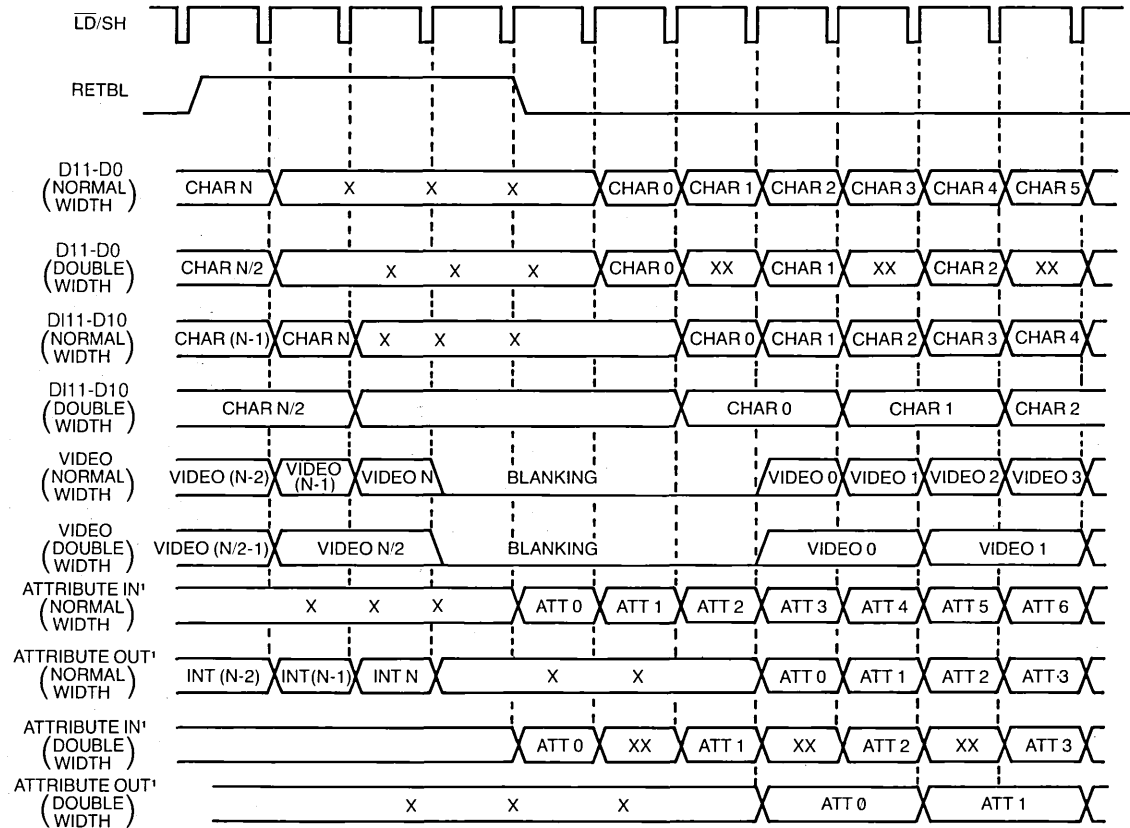 LD/SH
RETBL
D11-D0
(NORMAL
WIDTH)
CHAR N X X X CHAR 0 CHAR 1 CHAR 2 CHAR 3 CHAR 4 CHAR 5
D11-D0
(DOUBLE
WIDTH)
CHAR N/2 X X X CHAR 0 XX CHAR 1 XX CHAR 2 XX
DI11-D10
(NORMAL
WIDTH)
CHAR (N-1) CHAR N X X X CHAR 0 CHAR 1 CHAR 2 CHAR 3 CHAR 4
DI11-D10
(DOUBLE
WIDTH)
CHAR N/2 CHAR 0 CHAR 1 CHAR 2
VIDEO
(NORMAL
WIDTH)
VIDEO (N-2) VIDEO (N-1) VIDEO N BLANKING VIDEO 0 VIDEO 1 VIDEO 2 VIDEO 3
VIDEO
(DOUBLE
WIDTH)
VIDEO (N/2-1) VIDEO N/2 BLANKING VIDEO 0 VIDEO 1
ATTRIBUTE IN¹
(NORMAL
WIDTH)
X X X ATT 0 ATT 1 ATT 2 ATT 3 ATT 4 ATT 5 ATT 6
ATTRIBUTE OUT¹
(NORMAL
WIDTH)
INT (N-2) INT(N-1) INT N X X ATT 0 ATT 1 ATT 2 ATT·3
ATTRIBUTE IN¹
(DOUBLE
WIDTH)
ATT 0 XX ATT 1 XX ATT 2 XX ATT 3
ATTRIBUTE OUT¹
(DOUBLE
WIDTH)
X X X ATT 0 ATT 1